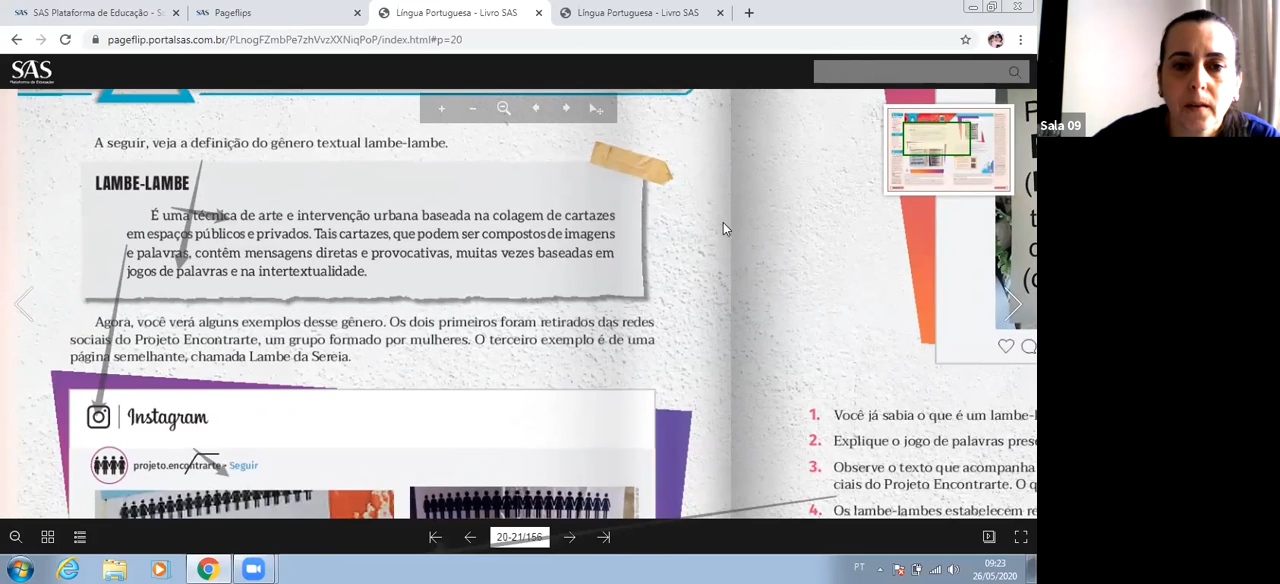 SAS Plataforma de Educação - S
Pageflips
Língua Portuguesa - Livro SAS
Língua Portuguesa - Livro SAS
pageflip.portalsas.com.br/PLnogFZmbPe7zhVvzXXNiqPoP/index.html#p=20
SAS
Plataforma de Educação
Sala 09
A seguir, veja a definição do gênero textual lambe-lambe.
LAMBE-LAMBE
É uma técnica de arte e intervenção urbana baseada na colagem de cartazes
em espaços públicos e privados. Tais cartazes, que podem ser compostos de imagens
e palavras, contêm mensagens diretas e provocativas, muitas vezes baseadas em
jogos de palavras e na intertextualidade.
Agora, você verá alguns exemplos desse gênero. Os dois primeiros foram retirados das redes
sociais do Projeto Encontrarte, um grupo formado por mulheres. O terceiro exemplo é de uma
página semelhante, chamada Lambe da Sereia.
Instagram
projeto.encontrarte • Seguir
1. Você já sabia o que é um lambe-l
2. Explique o jogo de palavras pres
3. Observe o texto que acompanha
ciais do Projeto Encontrarte. O q
4. Os lambe-lambes estabelecem re
20-21/156
PT
09:23
26/05/2020